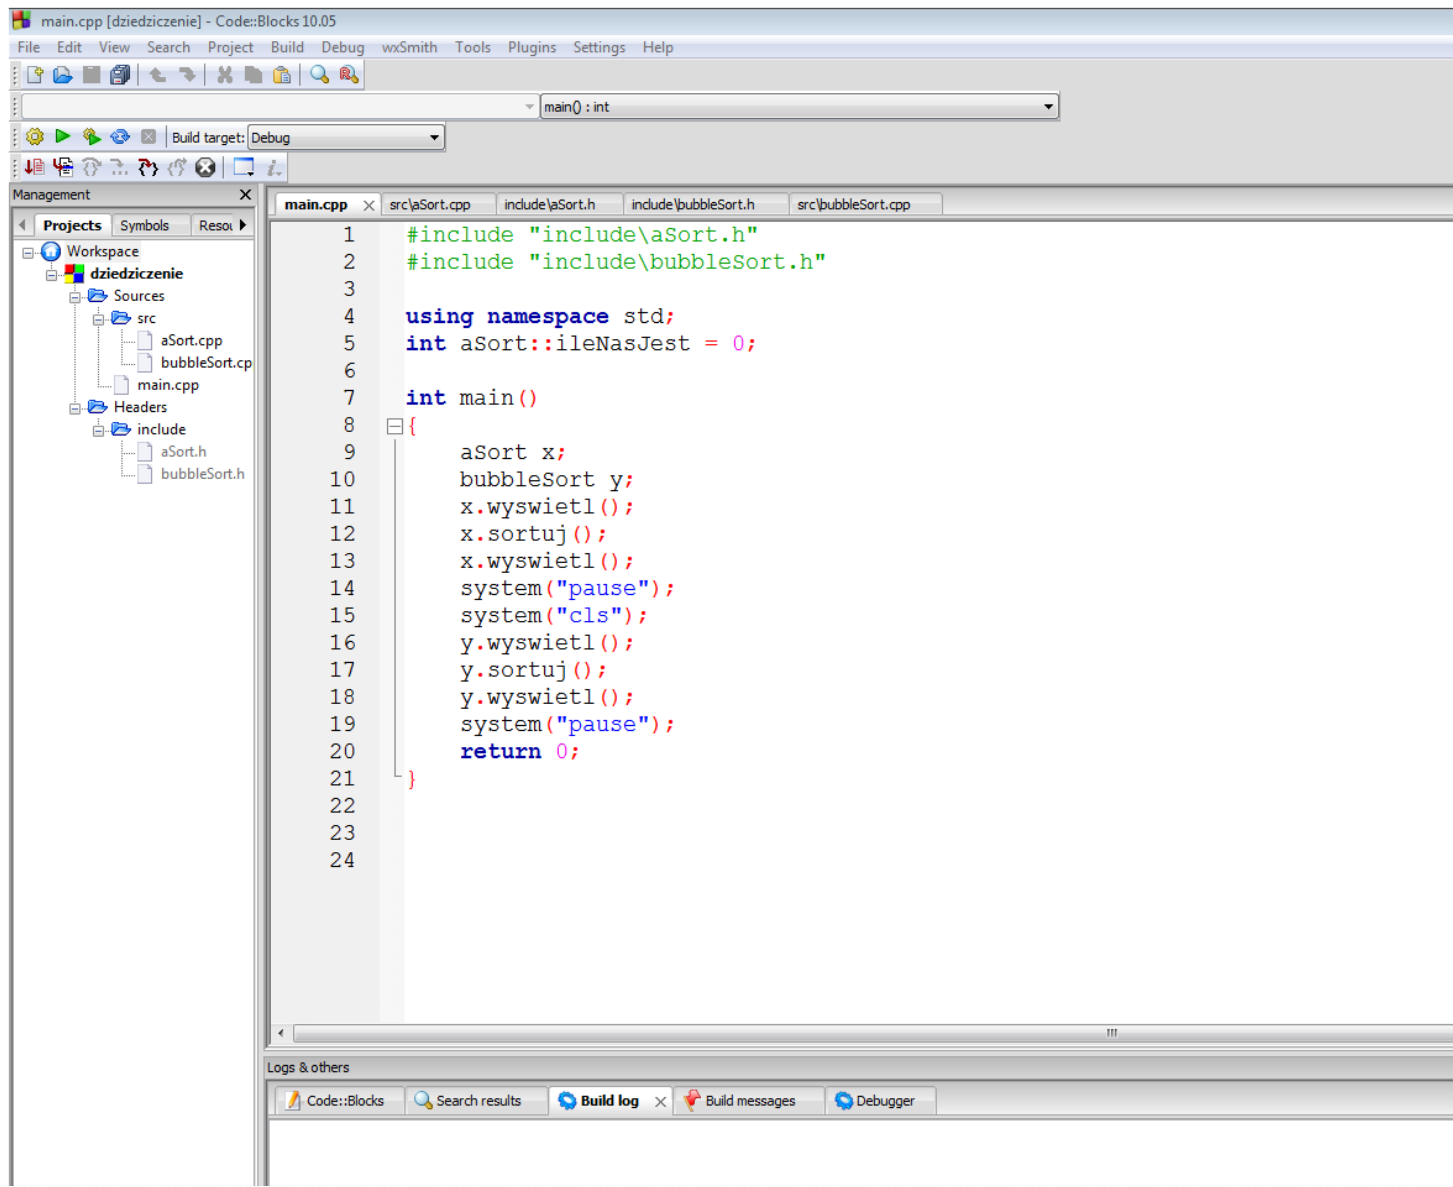 main.cpp [dziedziczenie] - Code::Blocks 10.05
File Edit View Search Project Build Debug wxSmith Tools Plugins Settings Help
main() : int
Build target: Debug
Management
Projects Symbols Resou
Workspace
dziedziczenie
Sources
src
aSort.cpp
bubbleSort.cp
main.cpp
Headers
include
aSort.h
bubbleSort.h
main.cpp src\aSort.cpp include\aSort.h include\bubbleSort.h src\bubbleSort.cpp
1 #include "include\aSort.h"
2 #include "include\bubbleSort.h"
3
4 using namespace std;
5 int aSort::ileNasJest = 0;
6
7 int main()
8 {
9 aSort x;
10 bubbleSort y;
11 x.wyswietl();
12 x.sortuj();
13 x.wyswietl();
14 system("pause");
15 system("cls");
16 y.wyswietl();
17 y.sortuj();
18 y.wyswietl();
19 system("pause");
20 return 0;
21 }
22
23
24
Logs & others
Code::Blocks Search results Build log Build messages Debugger